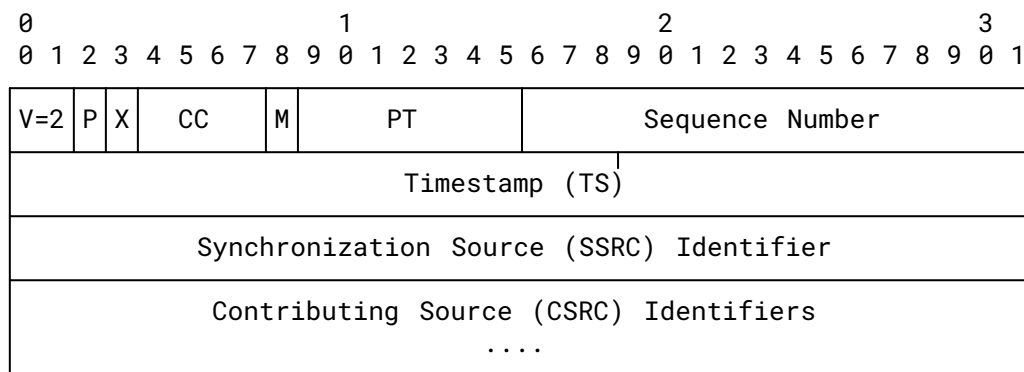 0 1 2 3
0 1 2 3 4 5 6 7 8 9 0 1 2 3 4 5 6 7 8 9 0 1 2 3 4 5 6 7 8 9 0 1
V=2 P X CC M PT Sequence Number
Timestamp (TS)
Synchronization Source (SSRC) Identifier
Contributing Source (CSRC) Identifiers
....